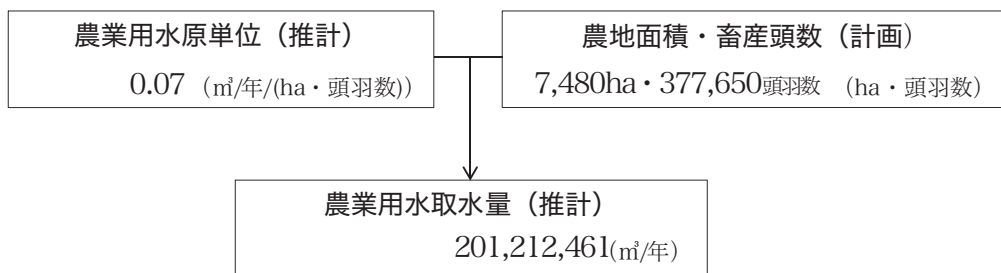 農業用水原単位（推計）
0.07 （㎥/年/(ha・頭羽数)）
農地面積・畜産頭数（計画）
7,480ha・377,650頭羽数 （ha・頭羽数）
農業用水取水量（推計）
201,212,461(㎥/年)